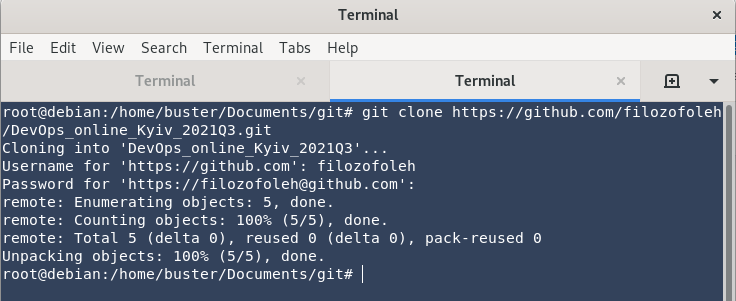 Terminal
File Edit View Search Terminal Tabs Help
Terminal Terminal
root@debian:/home/buster/Documents/git# git clone https://github.com/filozofoleh
/DevOps_online_Kyiv_2021Q3.git
Cloning into 'DevOps_online_Kyiv_2021Q3'...
Username for 'https://github.com': filozofoleh
Password for 'https://filozofoleh@github.com':
remote: Enumerating objects: 5, done.
remote: Counting objects: 100% (5/5), done.
remote: Total 5 (delta 0), reused 0 (delta 0), pack-reused 0
Unpacking objects: 100% (5/5), done.
root@debian:/home/buster/Documents/git#